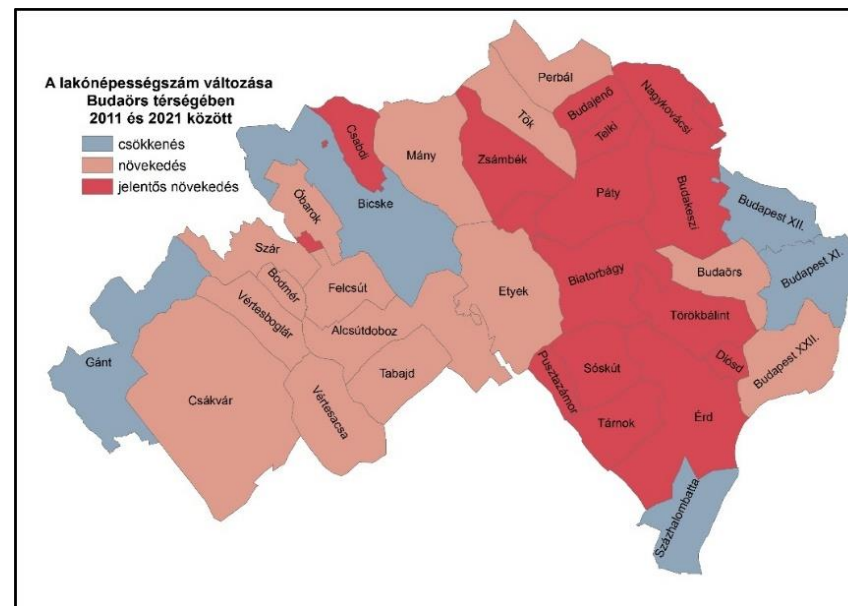 A lakónépességszám változása
Budaörs térségében
2011 és 2021 között
csökkenés
növekedés
jelentős növekedés
Perbál
Tök
Budajenő
Telki
Nagykovácsi
Csabdi
Mány
Zsámbék
Páty
Budakeszi
Budapest XII.
Óbarok
Bicske
Szár
Bodmér
Felcsút
Etyek
Biatorbágy
Budaörs
Budapest XI.
Vértesboglár
Alcsútdoboz
Törökbálint
Gánt
Csákvár
Vértesacsa
Tabajd
Pusztazámor
Sóskút
Diósd
Budapest XXII.
Tárnok
Érd
Százhalombatta